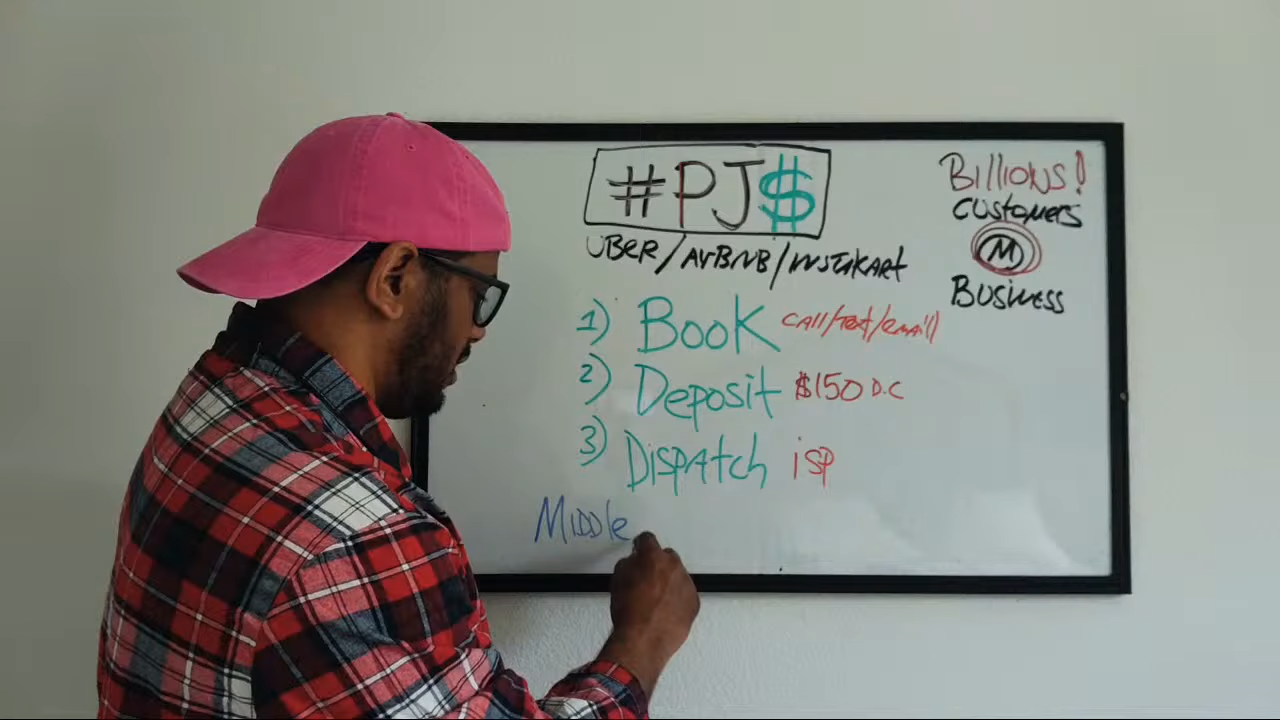 #PJ$
UBER/AIRBNB/INSTAKART
1) Book call/text/email
2) Deposit $150 D.C
3) Dispatch isp
Middle
Billions!
Customers
M
Business